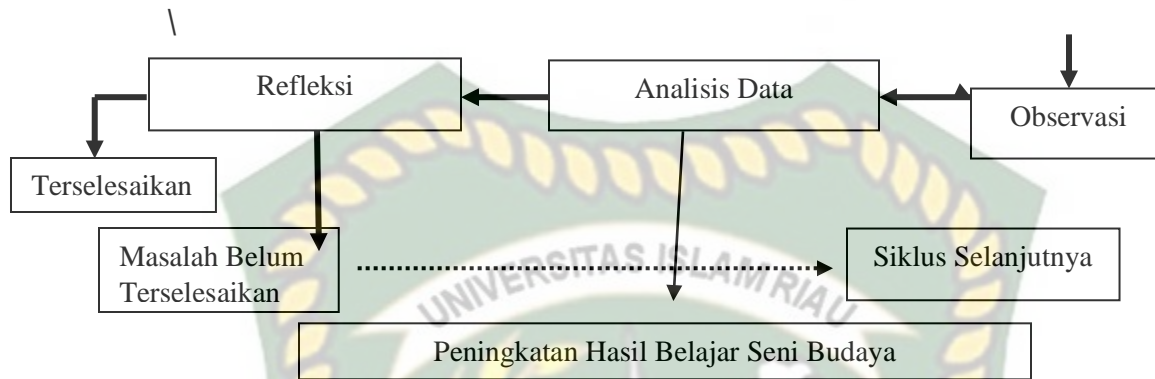 \
Refleksi
Analisis Data
Observasi
Terselesaikan
Masalah Belum
Terselesaikan
Siklus Selanjutnya
UNIVERSITAS ISLAM RIAU
Peningkatan Hasil Belajar Seni Budaya